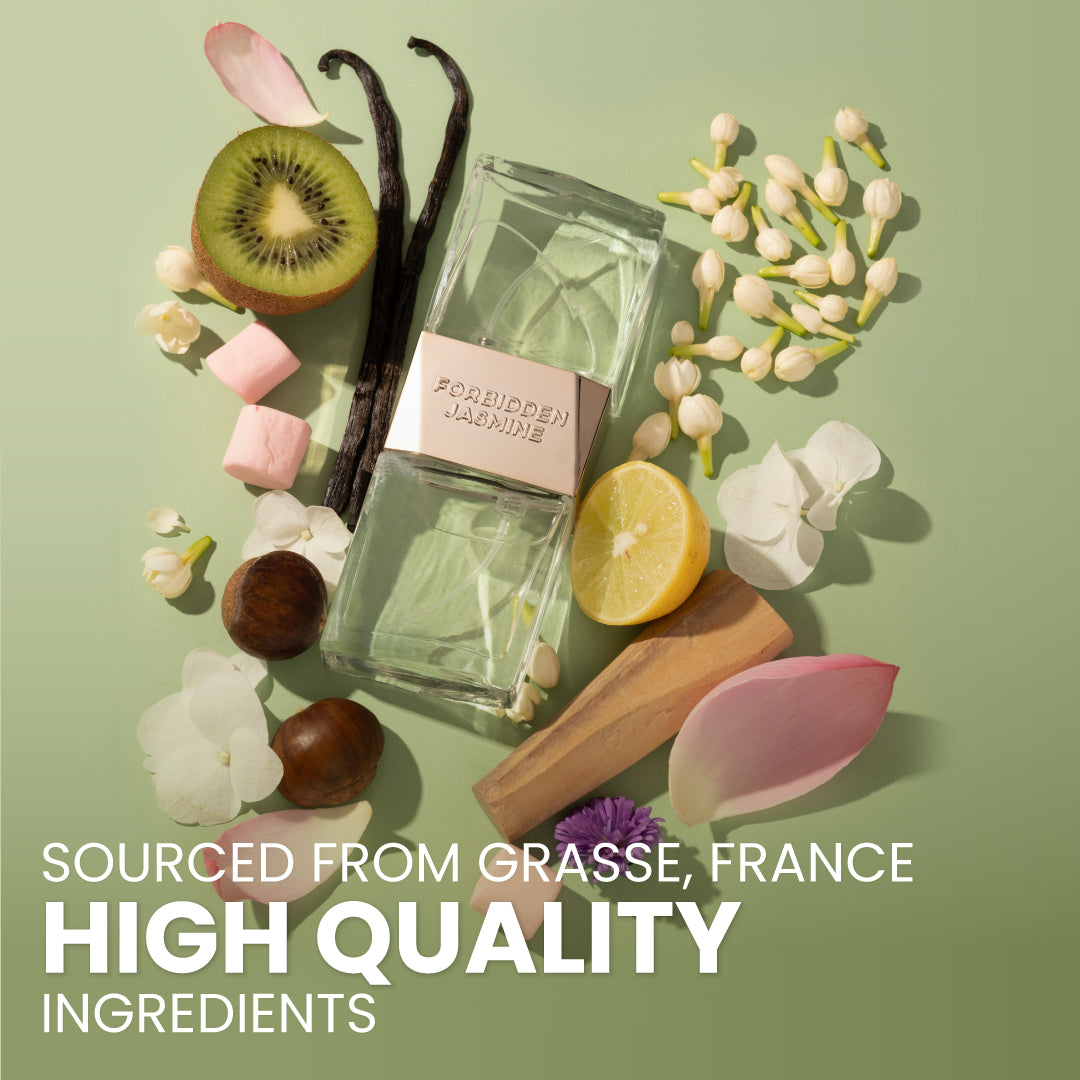 FORBIDDEN
JASMINE
SOURCED FROM GRASSE, FRANCE
HIGH QUALITY
INGREDIENTS